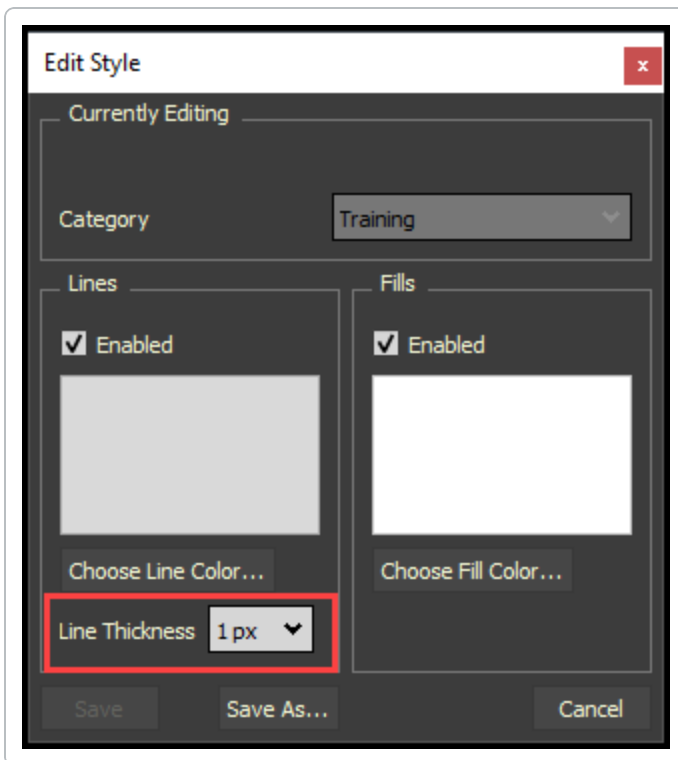 Edit Style
x
Currently Editing
Category Training
Lines
Enabled
Choose Line Color...
Line Thickness 1 px
Fills
Enabled
Choose Fill Color...
Save Save As... Cancel